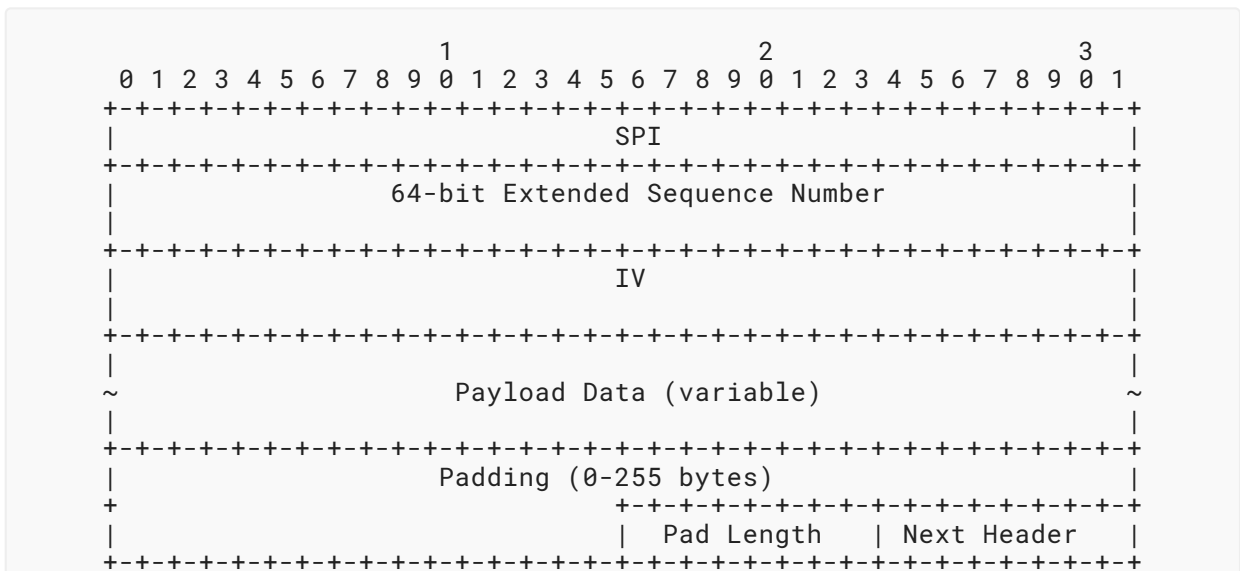 1                   2                   3
 0 1 2 3 4 5 6 7 8 9 0 1 2 3 4 5 6 7 8 9 0 1 2 3 4 5 6 7 8 9 0 1
+-+-+-+-+-+-+-+-+-+-+-+-+-+-+-+-+-+-+-+-+-+-+-+-+-+-+-+-+-+-+-+-+
|                               SPI                             |
+-+-+-+-+-+-+-+-+-+-+-+-+-+-+-+-+-+-+-+-+-+-+-+-+-+-+-+-+-+-+-+-+
|                 64-bit Extended Sequence Number               |
|                                                               |
+-+-+-+-+-+-+-+-+-+-+-+-+-+-+-+-+-+-+-+-+-+-+-+-+-+-+-+-+-+-+-+-+
|                               IV                              |
|                                                               |
+-+-+-+-+-+-+-+-+-+-+-+-+-+-+-+-+-+-+-+-+-+-+-+-+-+-+-+-+-+-+-+-+
|                                                               |
~                     Payload Data (variable)                   ~
|                                                               |
+-+-+-+-+-+-+-+-+-+-+-+-+-+-+-+-+-+-+-+-+-+-+-+-+-+-+-+-+-+-+-+-+
|                    Padding (0-255 bytes)                      |
+                               +-+-+-+-+-+-+-+-+-+-+-+-+-+-+-+-+
|                               |  Pad Length   | Next Header   |
+-+-+-+-+-+-+-+-+-+-+-+-+-+-+-+-+-+-+-+-+-+-+-+-+-+-+-+-+-+-+-+-+